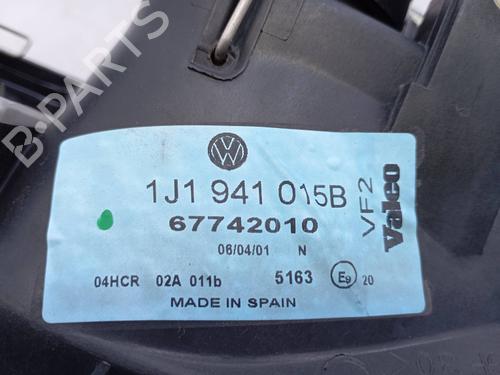 B-PARTS
VW
1J1 941 015B
67742010
06/04/01 N
04HCR 02A 011b 5163 E9 20
MADE IN SPAIN
VF2
Valeo